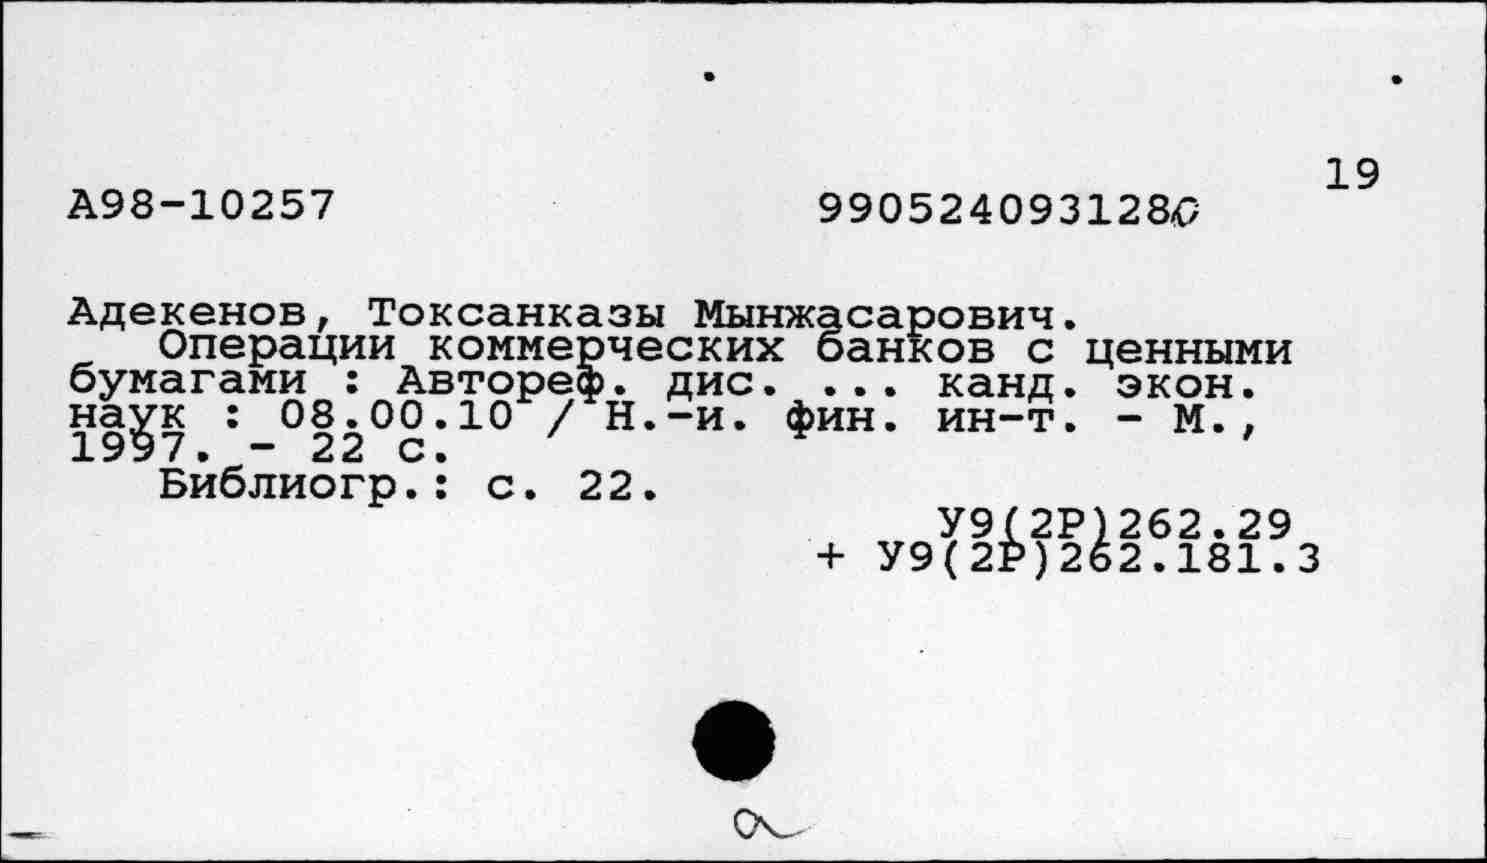 19
А98-10257 9905240931280
Адекенов, Токсанказы Мынжасарович.
Операции коммерческих банков с ценными
бумагами : Автореф. дис. ... канд. экон.
наук : 08.00.10 / Н.-и. фин. ин-т. - М.,
1997. - 22 с.
Библиогр.: с. 22.
У9(2Р)262.29
+ У9(2Р)262.181.3